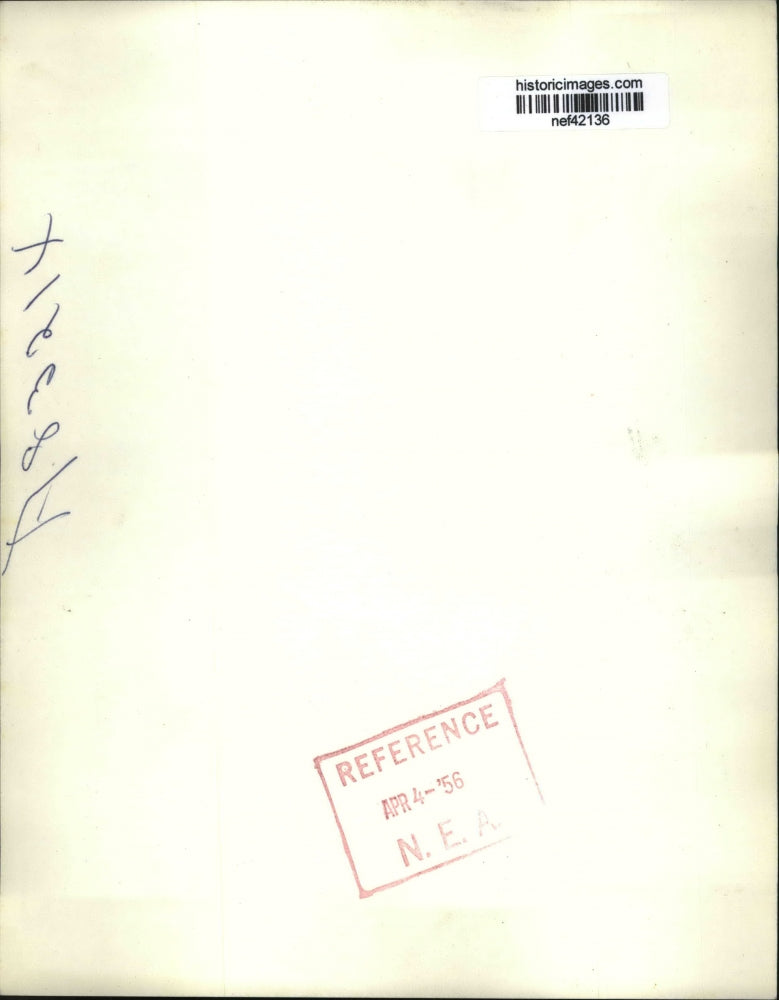 historicimages.com
nef42136
REFERENCE
APR 4-'56
N. E. A.